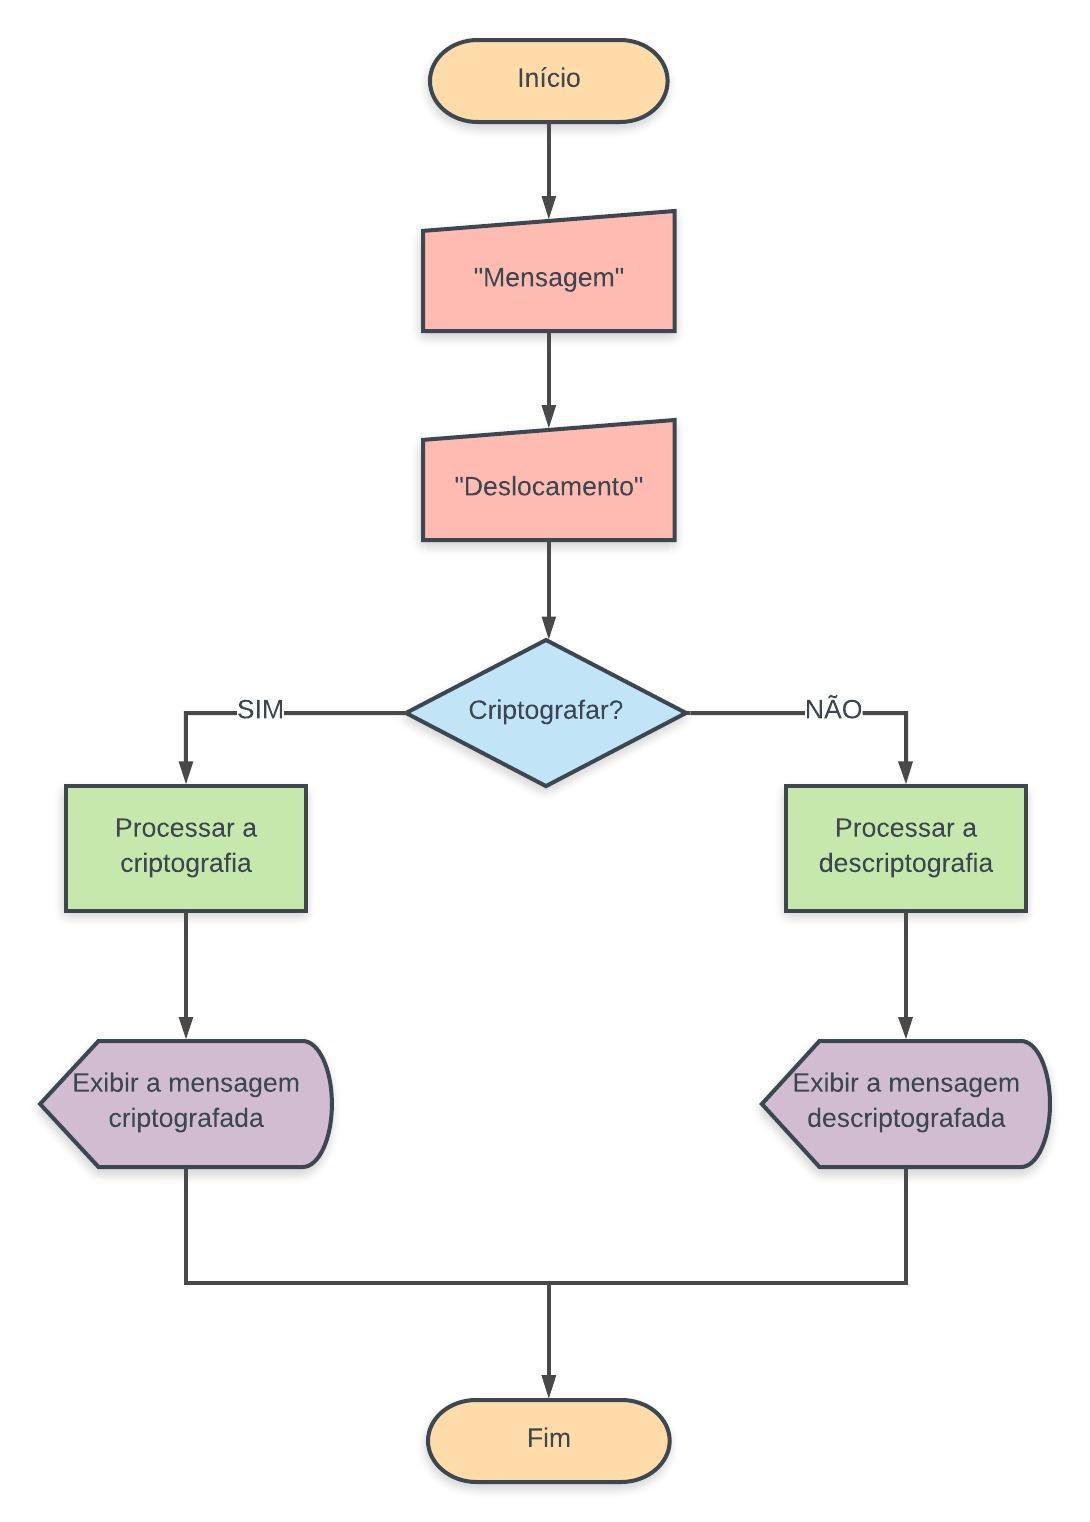 Início
"Mensagem"
"Deslocamento"
Criptografar?
SIM
NÃO
Processar a
criptografia
Processar a
descriptografia
Exibir a mensagem
criptografada
Exibir a mensagem
descriptografada
Fim